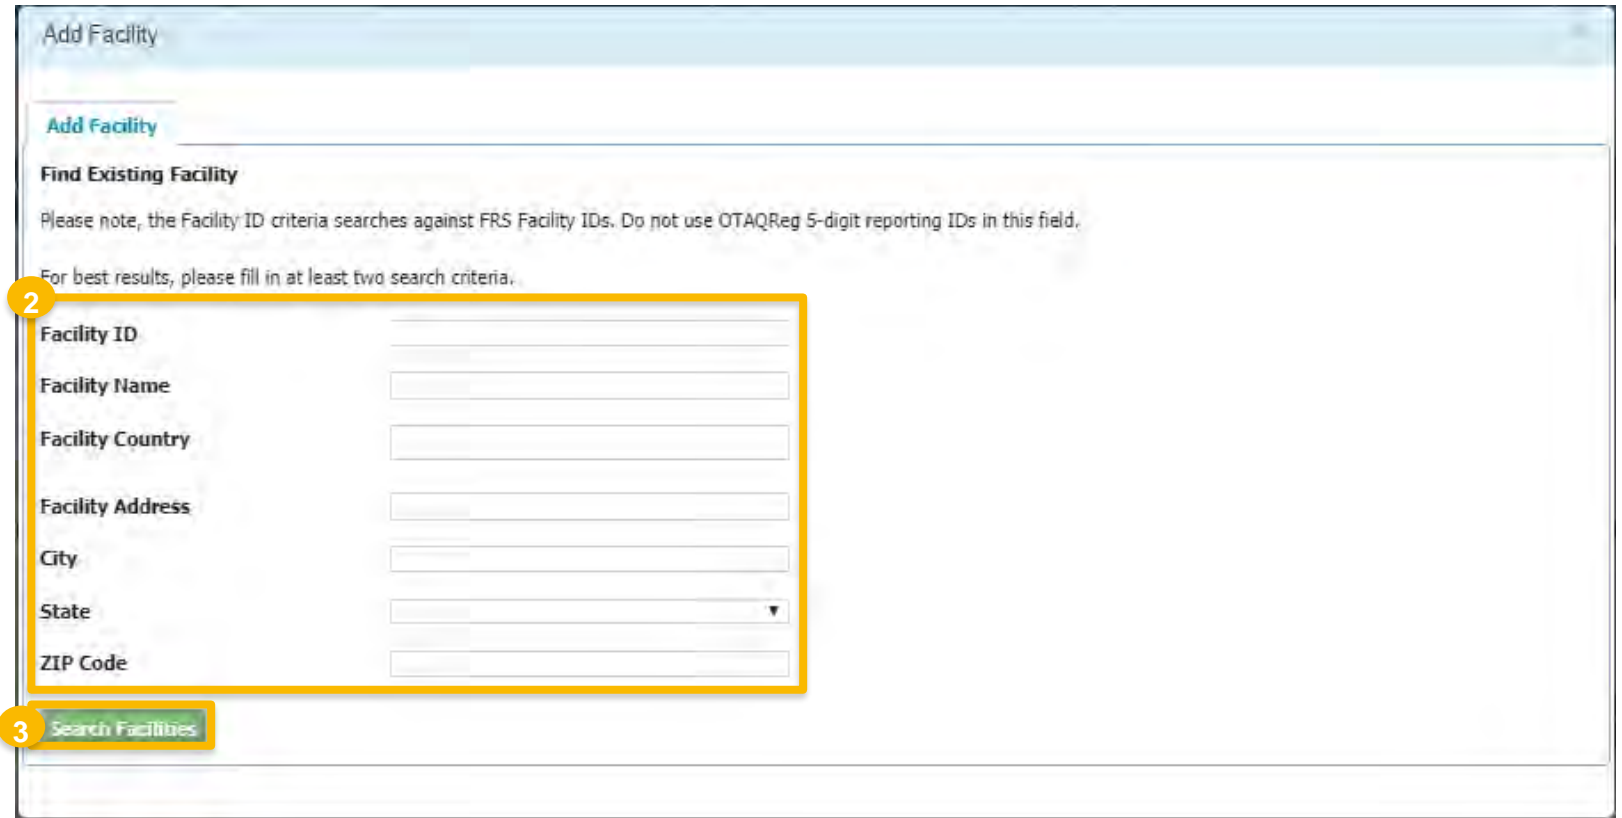 Add Facility
Add Facility
Find Existing Facility
Please note, the Facility ID criteria searches against FRS Facility IDs. Do not use OTAQReg 5-digit reporting IDs in this field.
For best results, please fill in at least two search criteria.
2
Facility ID
Facility Name
Facility Country
Facility Address
City
State
ZIP Code
3
Search Facilities